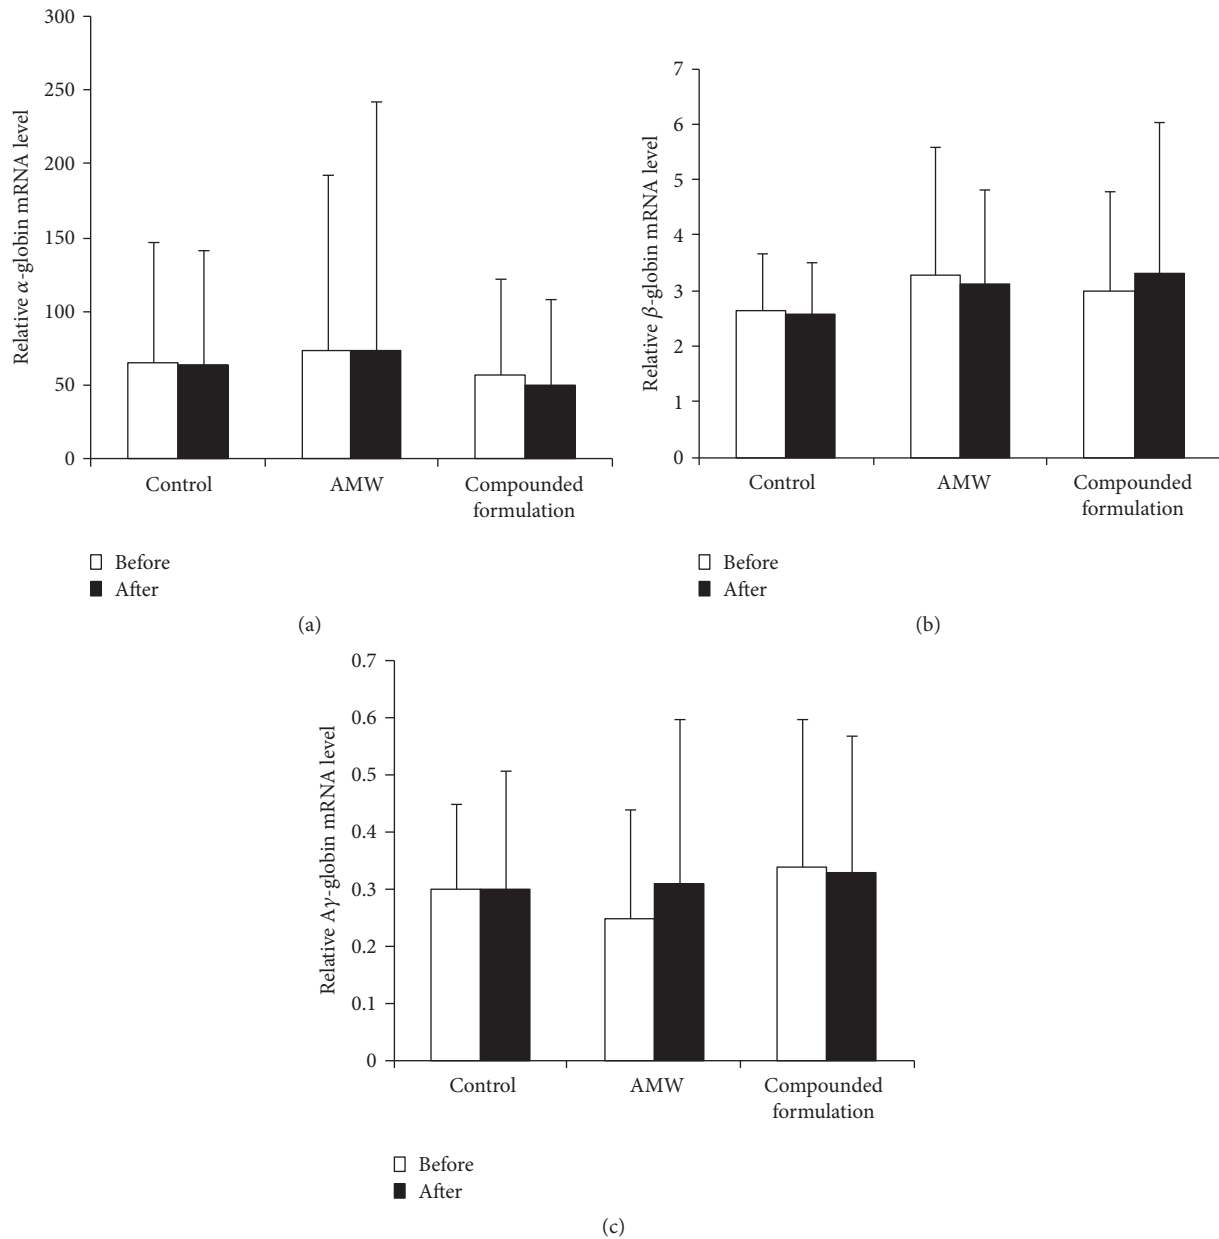 300
250
200
150
100
50
0
Relative α-globin mRNA level
Control
AMW
Compounded
formulation
Before
After
(a)
7
6
5
4
3
2
1
0
Relative β-globin mRNA level
Control
AMW
Compounded
formulation
Before
After
(b)
0.7
0.6
0.5
0.4
0.3
0.2
0.1
0
Relative Aγ-globin mRNA level
Control
AMW
Compounded
formulation
Before
After
(c)